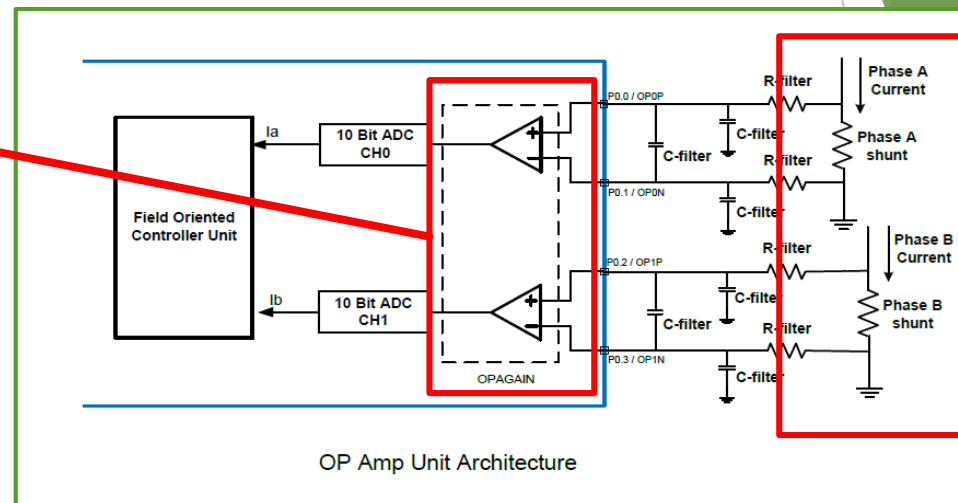 R-filter
Phase A
Current
P0.0 / OP0P
Ia
10 Bit ADC
CH0
+
−
C-filter
C-filter
Phase A
shunt
R-filter
P0.1 / OP0N
C-filter
Field Oriented
Controller Unit
Phase B
Current
R-filter
P0.2 / OP1P
Ib
10 Bit ADC
CH1
+
−
C-filter
C-filter
Phase B
shunt
R-filter
P0.3 / OP1N
C-filter
OPAGAIN
OP Amp Unit Architecture